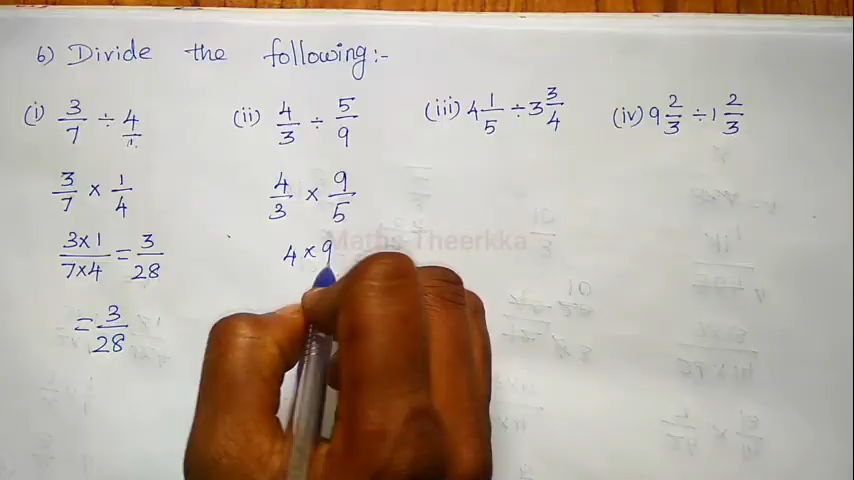 6) Divide the following:-
(i) 3/7 ÷ 4/1 (ii) 4/3 ÷ 5/9 (iii) 4 1/5 ÷ 3 3/4 (iv) 9 2/3 ÷ 1 2/3
3/7 × 1/4 4/3 × 9/5
3×1/7×4 = 3/28 4 × 9
= 3/28
Maths Theerkka